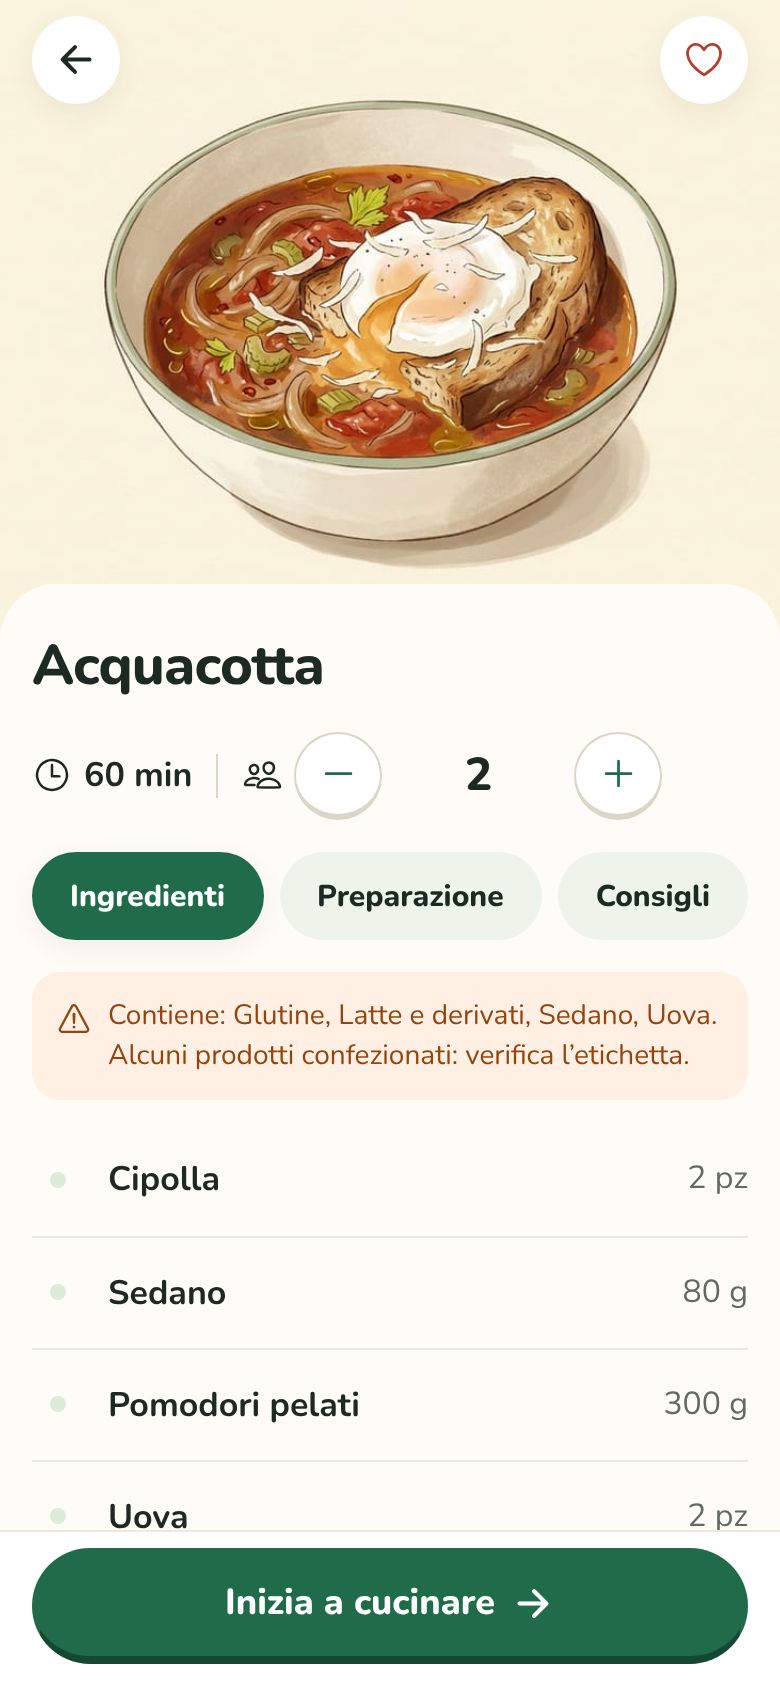 Acquacotta
60 min
2
Ingredienti
Preparazione
Consigli
Contiene: Glutine, Latte e derivati, Sedano, Uova.
Alcuni prodotti confezionati: verifica l’etichetta.
Cipolla 2 pz
Sedano 80 g
Pomodori pelati 300 g
Uova 2 pz
Inizia a cucinare →